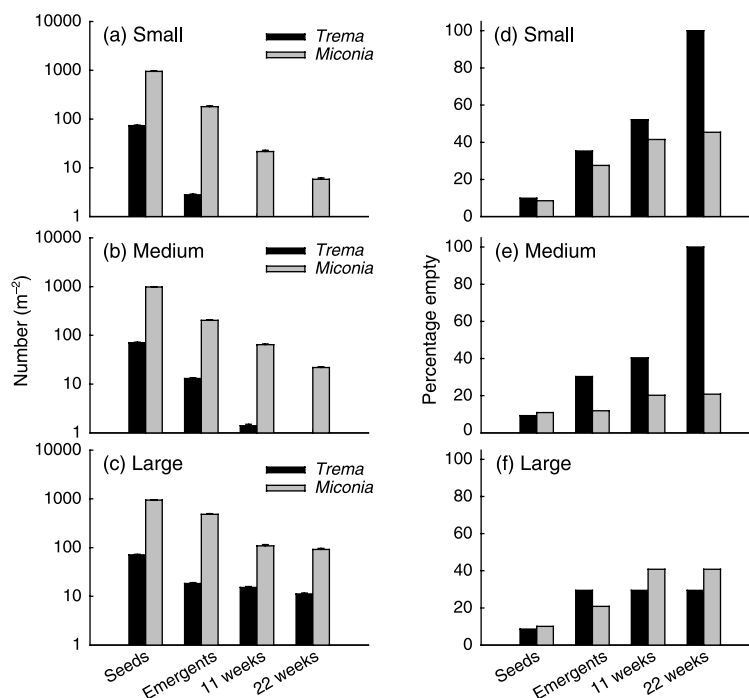 (a) Small
Trema
Miconia
10000
1000
100
10
1
(b) Medium
Trema
Miconia
10000
1000
100
10
1
(c) Large
Trema
Miconia
10000
1000
100
10
1
Number (m⁻²)
Seeds
Emergents
11 weeks
22 weeks
(d) Small
100
80
60
40
20
0
(e) Medium
100
80
60
40
20
0
(f) Large
100
80
60
40
20
0
Percentage empty
Seeds
Emergents
11 weeks
22 weeks